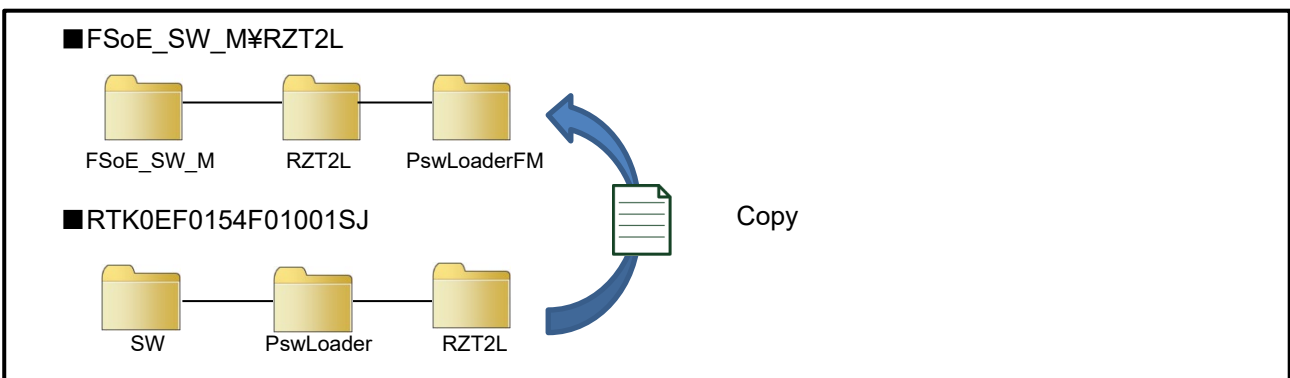 ■FSoE_SW_M¥RZT2L
FSoE_SW_M RZT2L PswLoaderFM
■RTK0EF0154F01001SJ
Copy
SW PswLoader RZT2L